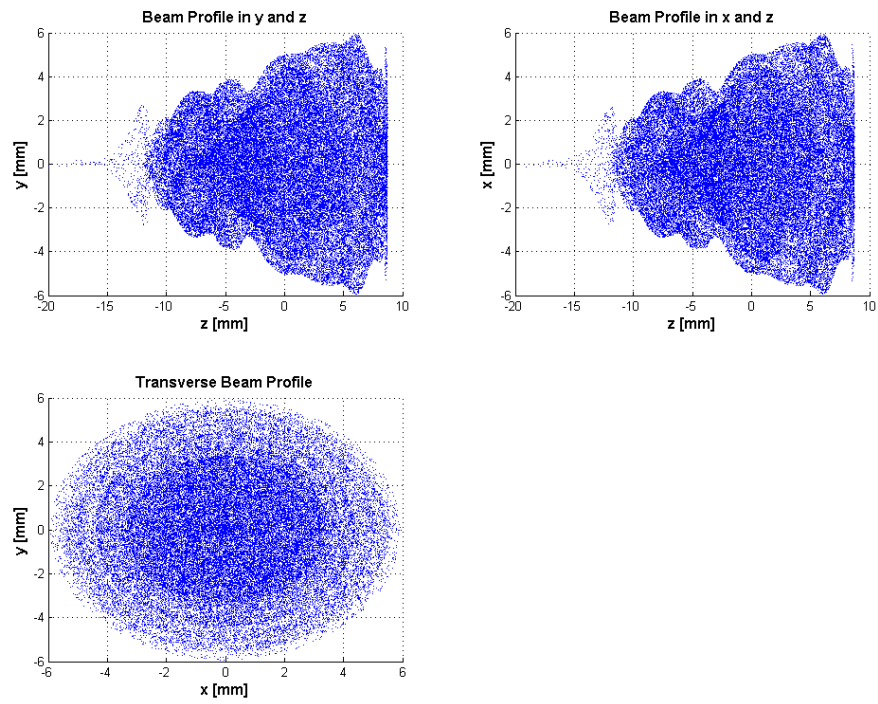 Beam Profile in y and z
6
4
2
0
-2
-4
-6
y [mm]
-20 -15 -10 -5 0 5 10
z [mm]
Beam Profile in x and z
6
4
2
0
-2
-4
-6
x [mm]
-20 -15 -10 -5 0 5 10
z [mm]
Transverse Beam Profile
6
4
2
0
-2
-4
-6
y [mm]
-6 -4 -2 0 2 4 6
x [mm]